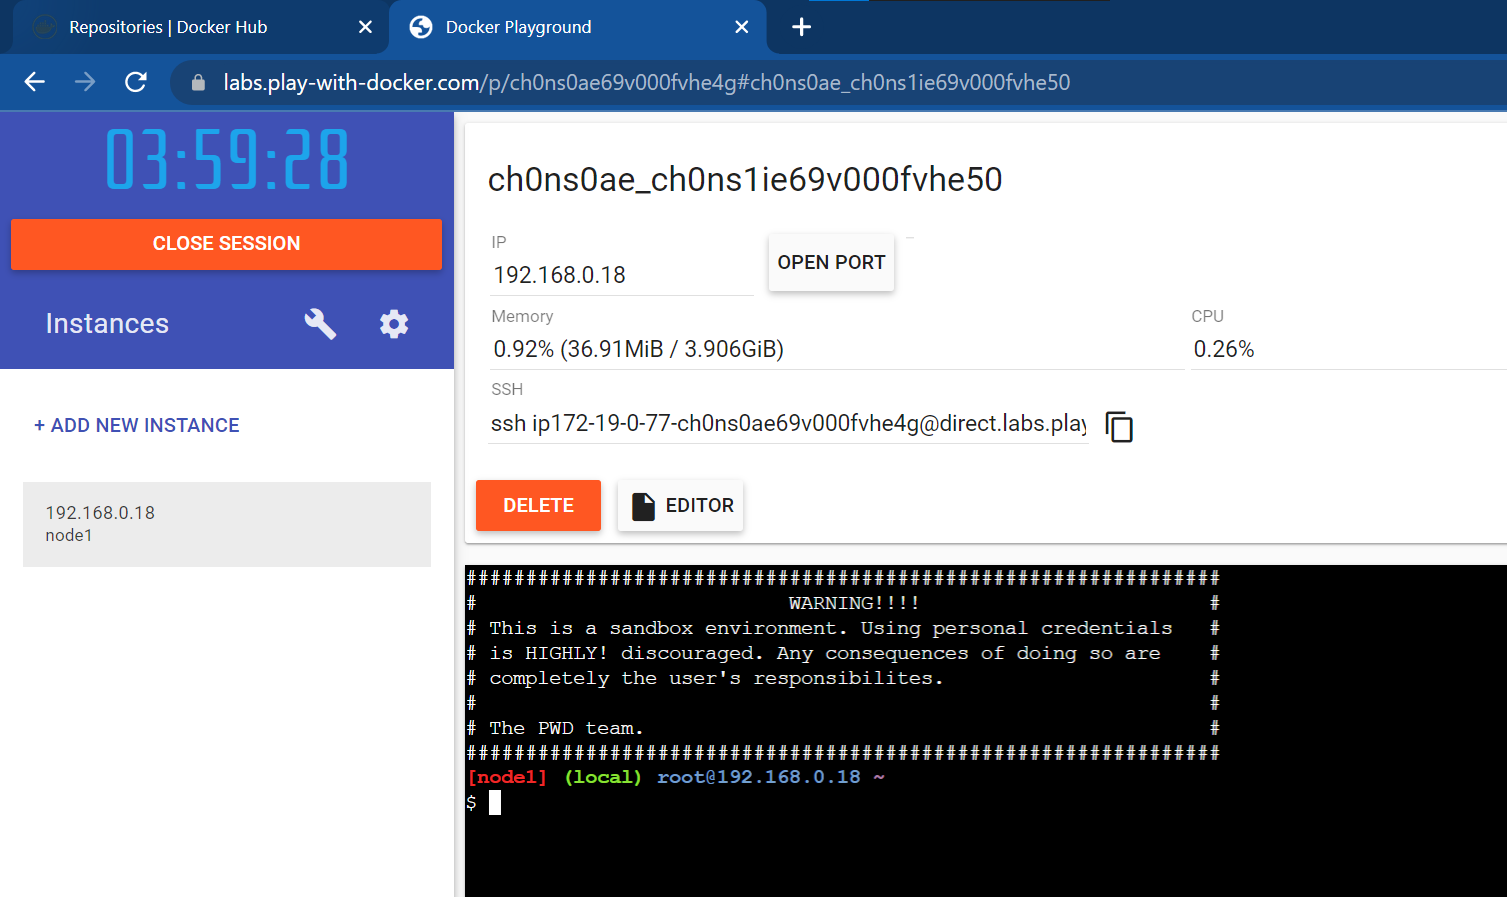 Repositories | Docker Hub
Docker Playground
labs.play-with-docker.com/p/ch0ns0ae69v000fvhe4g#ch0ns0ae_ch0ns1ie69v000fvhe50
03:59:28
CLOSE SESSION
Instances
+ ADD NEW INSTANCE
192.168.0.18
node1
ch0ns0ae_ch0ns1ie69v000fvhe50
IP
192.168.0.18
OPEN PORT
Memory
0.92% (36.91MiB / 3.906GiB)
CPU
0.26%
SSH
ssh ip172-19-0-77-ch0ns0ae69v000fvhe4g@direct.labs.play
DELETE
EDITOR
###############################################################
# WARNING!!!! #
# This is a sandbox environment. Using personal credentials #
# is HIGHLY! discouraged. Any consequences of doing so are #
# completely the user's responsibilites. #
# #
# The PWD team. #
###############################################################
[node1] (local) root@192.168.0.18 ~
$